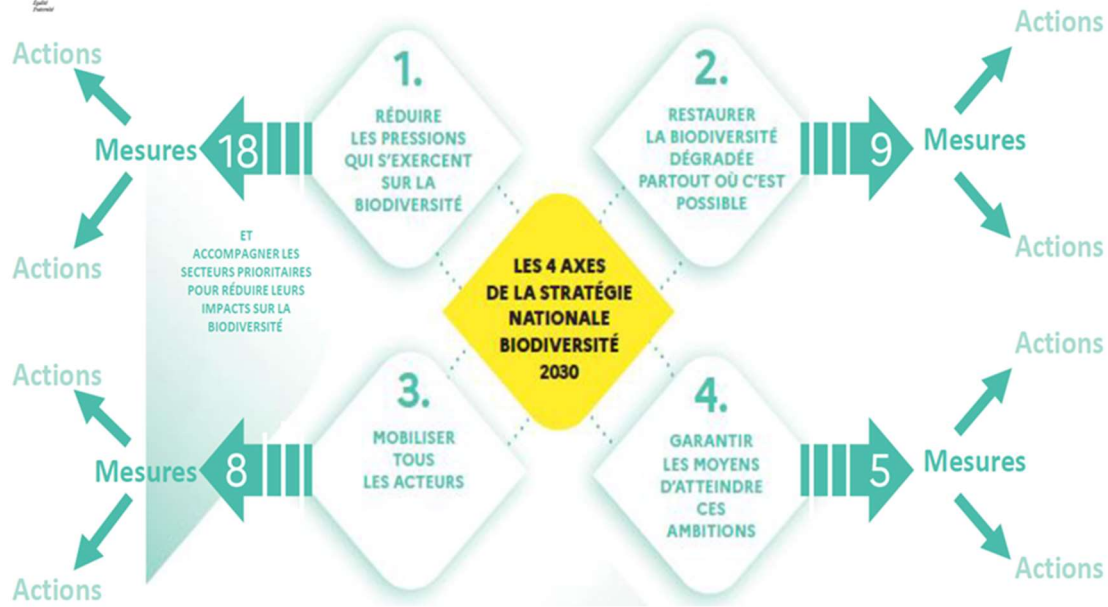 Égalité
Fraternité
Actions
Mesures
18
Actions
1.
RÉDUIRE
LES PRESSIONS
QUI S'EXERCENT
SUR LA
BIODIVERSITÉ
2.
RESTAURER
LA BIODIVERSITÉ
DÉGRADÉE
PARTOUT OÙ C'EST
POSSIBLE
9
Mesures
Actions
Actions
ET
ACCOMPAGNER LES
SECTEURS PRIORITAIRES
POUR RÉDUIRE LEURS
IMPACTS SUR LA
BIODIVERSITÉ
LES 4 AXES
DE LA STRATÉGIE
NATIONALE
BIODIVERSITÉ
2030
Actions
Mesures
8
Actions
3.
MOBILISER
TOUS
LES ACTEURS
4.
GARANTIR
LES MOYENS
D'ATTEINDRE
CES
AMBITIONS
5
Mesures
Actions
Actions